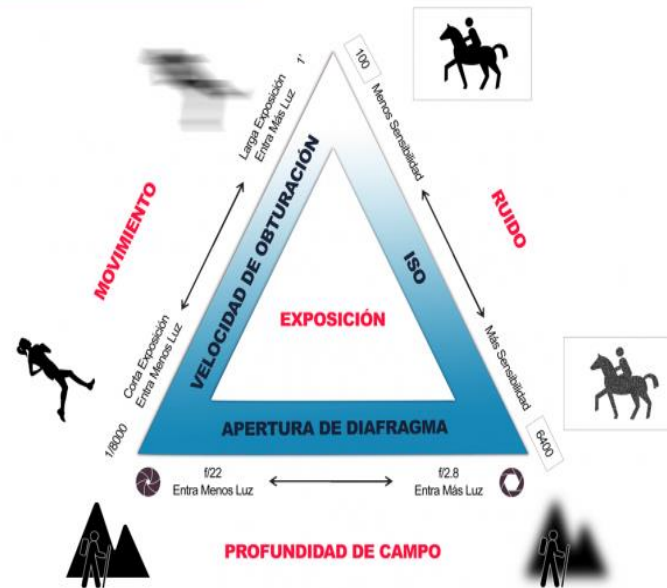 1'
Larga Exposición
Entra Más Luz
100
Menos Sensibilidad
MOVIMIENTO
VELOCIDAD DE OBTURACIÓN
ISO
RUIDO
EXPOSICIÓN
Corta Exposición
Entra Menos Luz
1/8000
Más Sensibilidad
6400
APERTURA DE DIAFRAGMA
f/22
Entra Menos Luz
f/2.8
Entra Más Luz
PROFUNDIDAD DE CAMPO